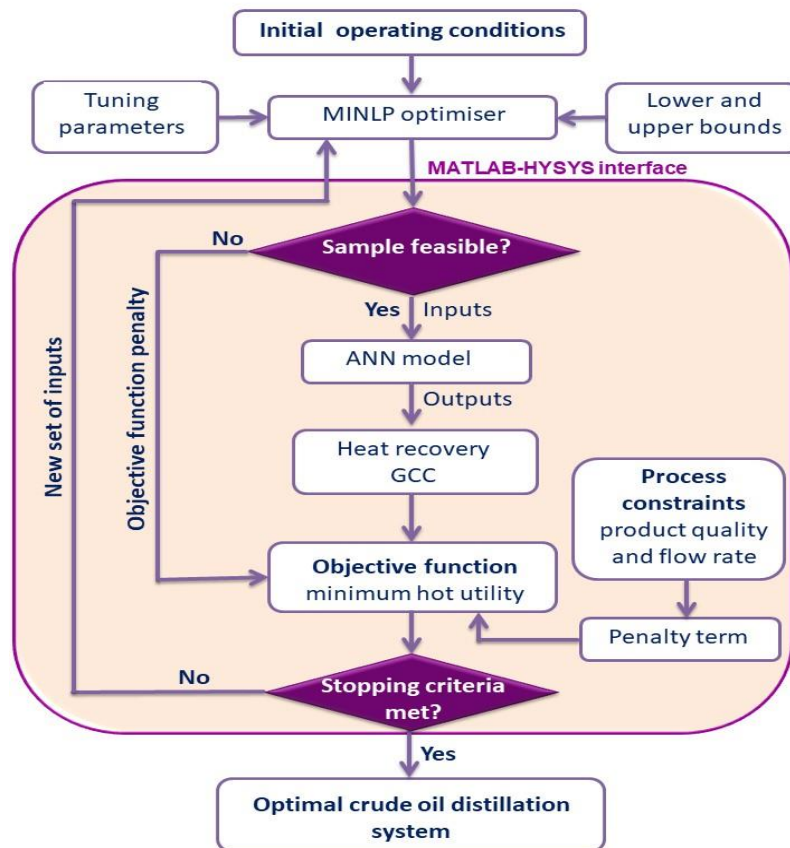 Initial operating conditions
Tuning
parameters
MINLP optimiser
Lower and
upper bounds
MATLAB-HYSYS interface
No
Sample feasible?
Yes
Inputs
ANN model
Outputs
New set of inputs
Objective function penalty
Heat recovery
GCC
Process
constraints
product quality
and flow rate
Objective function
minimum hot utility
Penalty term
No
Stopping criteria
met?
Yes
Optimal crude oil distillation
system